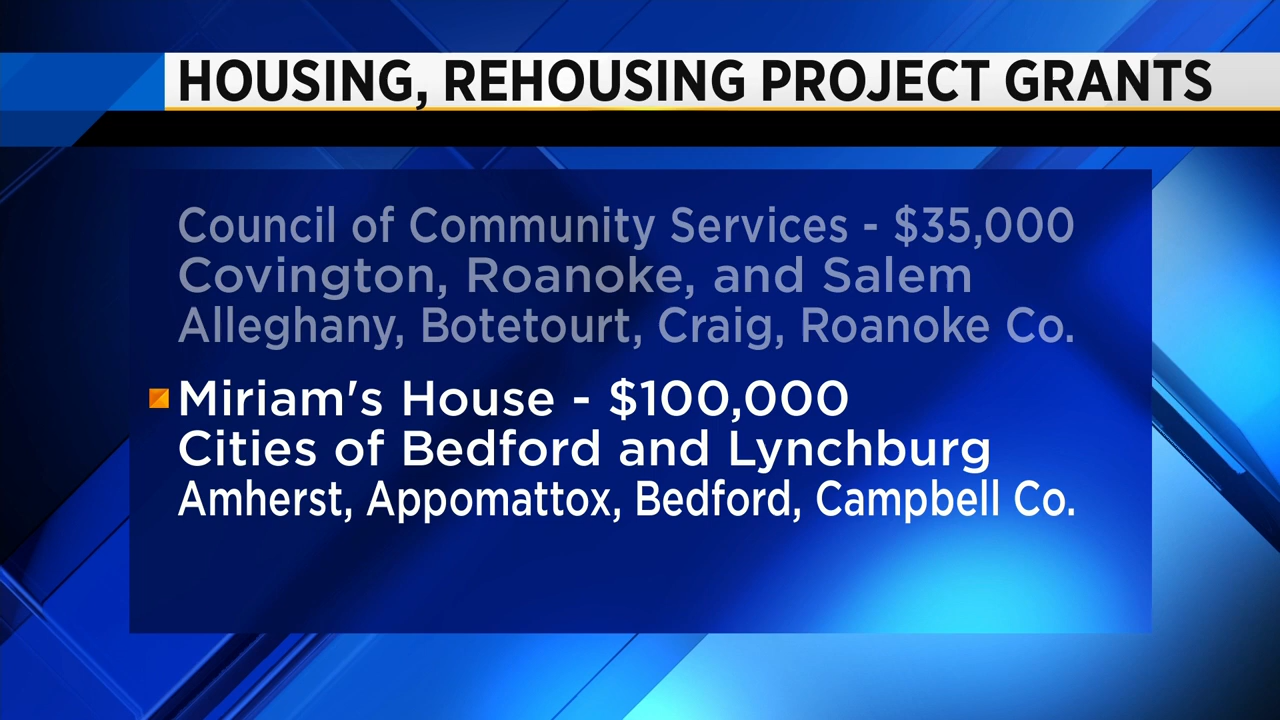 HOUSING, REHOUSING PROJECT GRANTS
Council of Community Services - $35,000
Covington, Roanoke, and Salem
Alleghany, Botetourt, Craig, Roanoke Co.
Miriam's House - $100,000
Cities of Bedford and Lynchburg
Amherst, Appomattox, Bedford, Campbell Co.